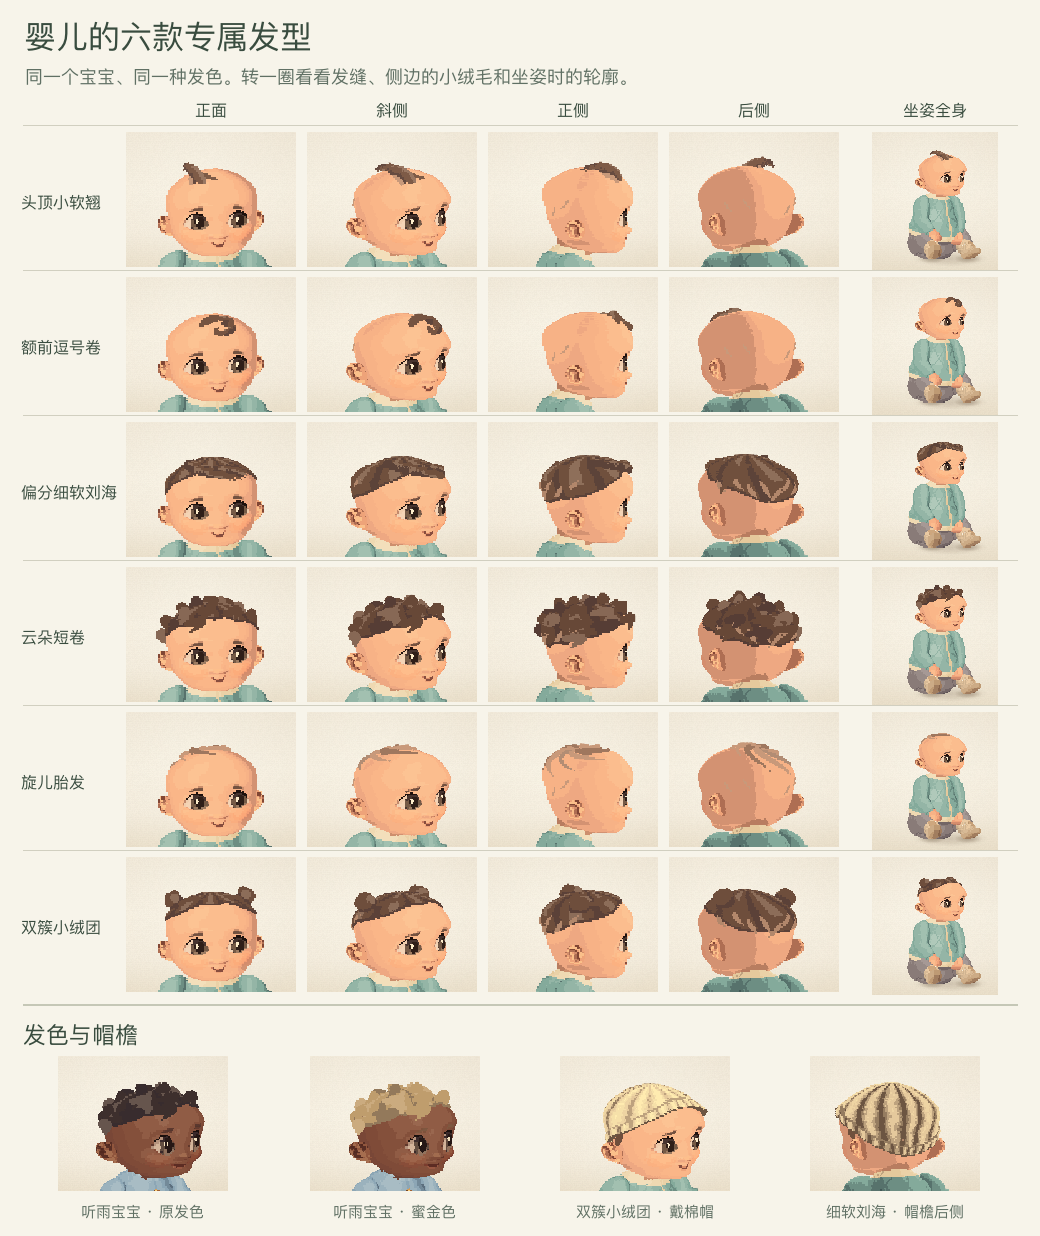 婴儿的六款专属发型
同一个宝宝、同一种发色。转一圈看看发缝、侧边的小绒毛和坐姿时的轮廓。
正面 斜侧 正侧 后侧 坐姿全身
头顶小软翘
额前逗号卷
偏分细软刘海
云朵短卷
旋儿胎发
双簇小绒团
发色与帽檐
听雨宝宝 · 原发色 听雨宝宝 · 蜜金色 双簇小绒团 · 戴棉帽 细软刘海 · 帽檐后侧